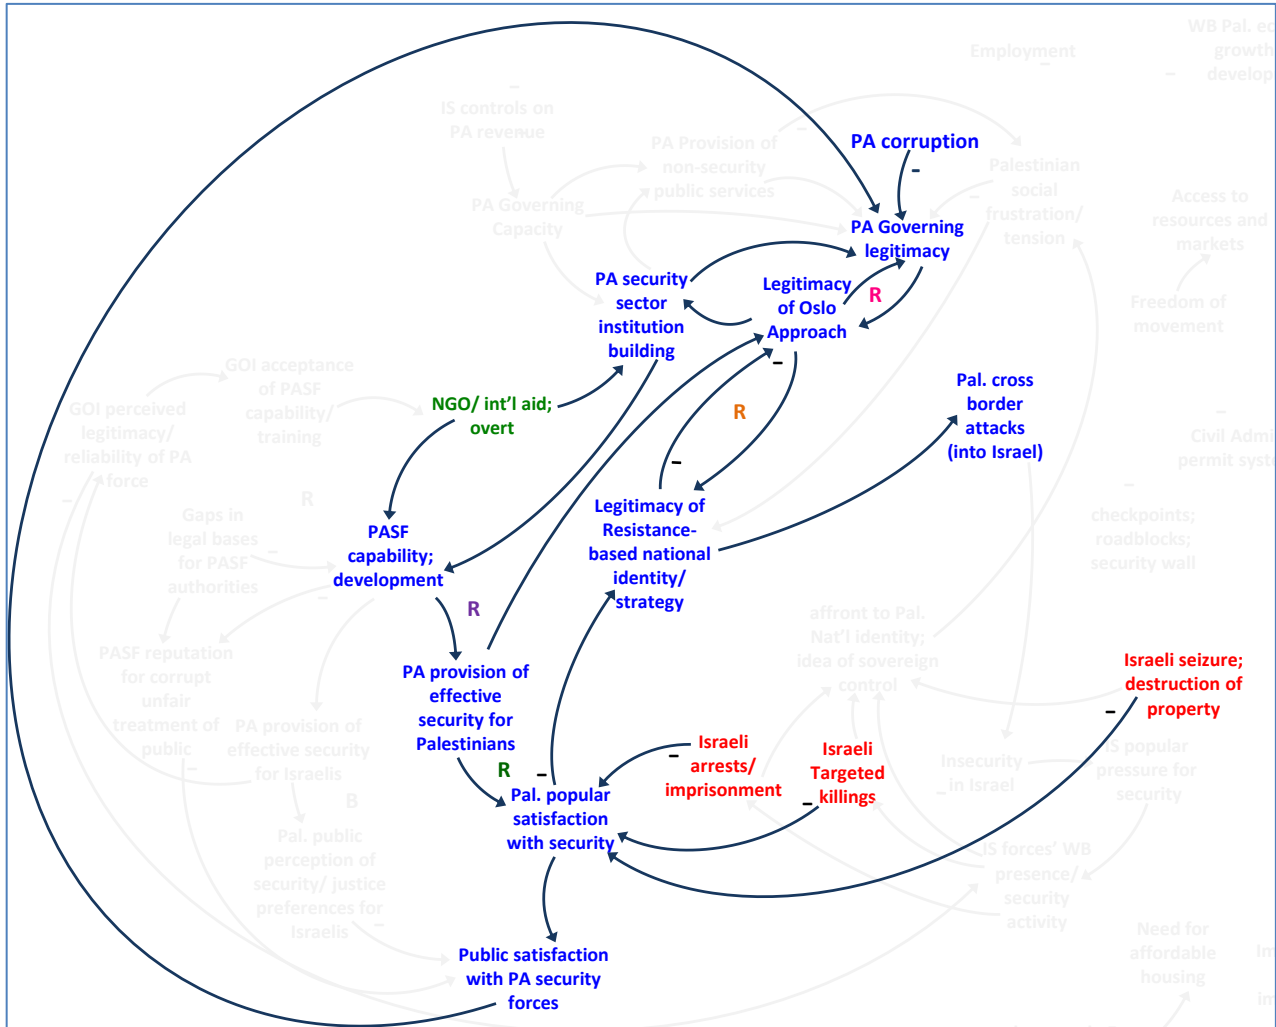 WB Pal. ec
growth
develop
Employment
IS controls on
PA revenue
PA Provision of
non-security
public services
PA corruption
Palestinian
social
frustration/
tension
PA Governing
Capacity
Access to
resources and
markets
PA Governing
legitimacy
PA security
sector
institution
building
Legitimacy
of Oslo
Approach
R
Freedom of
movement
GOI acceptance
of PASF
capability/
training
GOI perceived
legitimacy/
reliability of PA
force
NGO/ int'l aid;
overt
R
Pal. cross
border
attacks
(into Israel)
Civil Admi
permit syste
R
Gaps in
legal bases
for PASF
authorities
PASF
capability;
development
Legitimacy of
Resistance-
based national
identity/
strategy
checkpoints;
roadblocks;
security wall
R
affront to Pal.
Nat'l identity;
idea of sovereign
control
PASF reputation
for corrupt
unfair
treatment of
public
PA provision of
effective
security for
Palestinians
Israeli seizure;
destruction of
property
PA provision of
effective security
for Israelis
R
Israeli
arrests/
imprisonment
Israeli
Targeted
killings
Insecurity
in Israel
IS popular
pressure for
security
B
Pal. popular
satisfaction
with security
Pal. public
perception of
security/ justice
preferences for
Israelis
IS forces' WB
presence/
security
activity
Public satisfaction
with PA security
forces
Need for
affordable
housing
Im
im